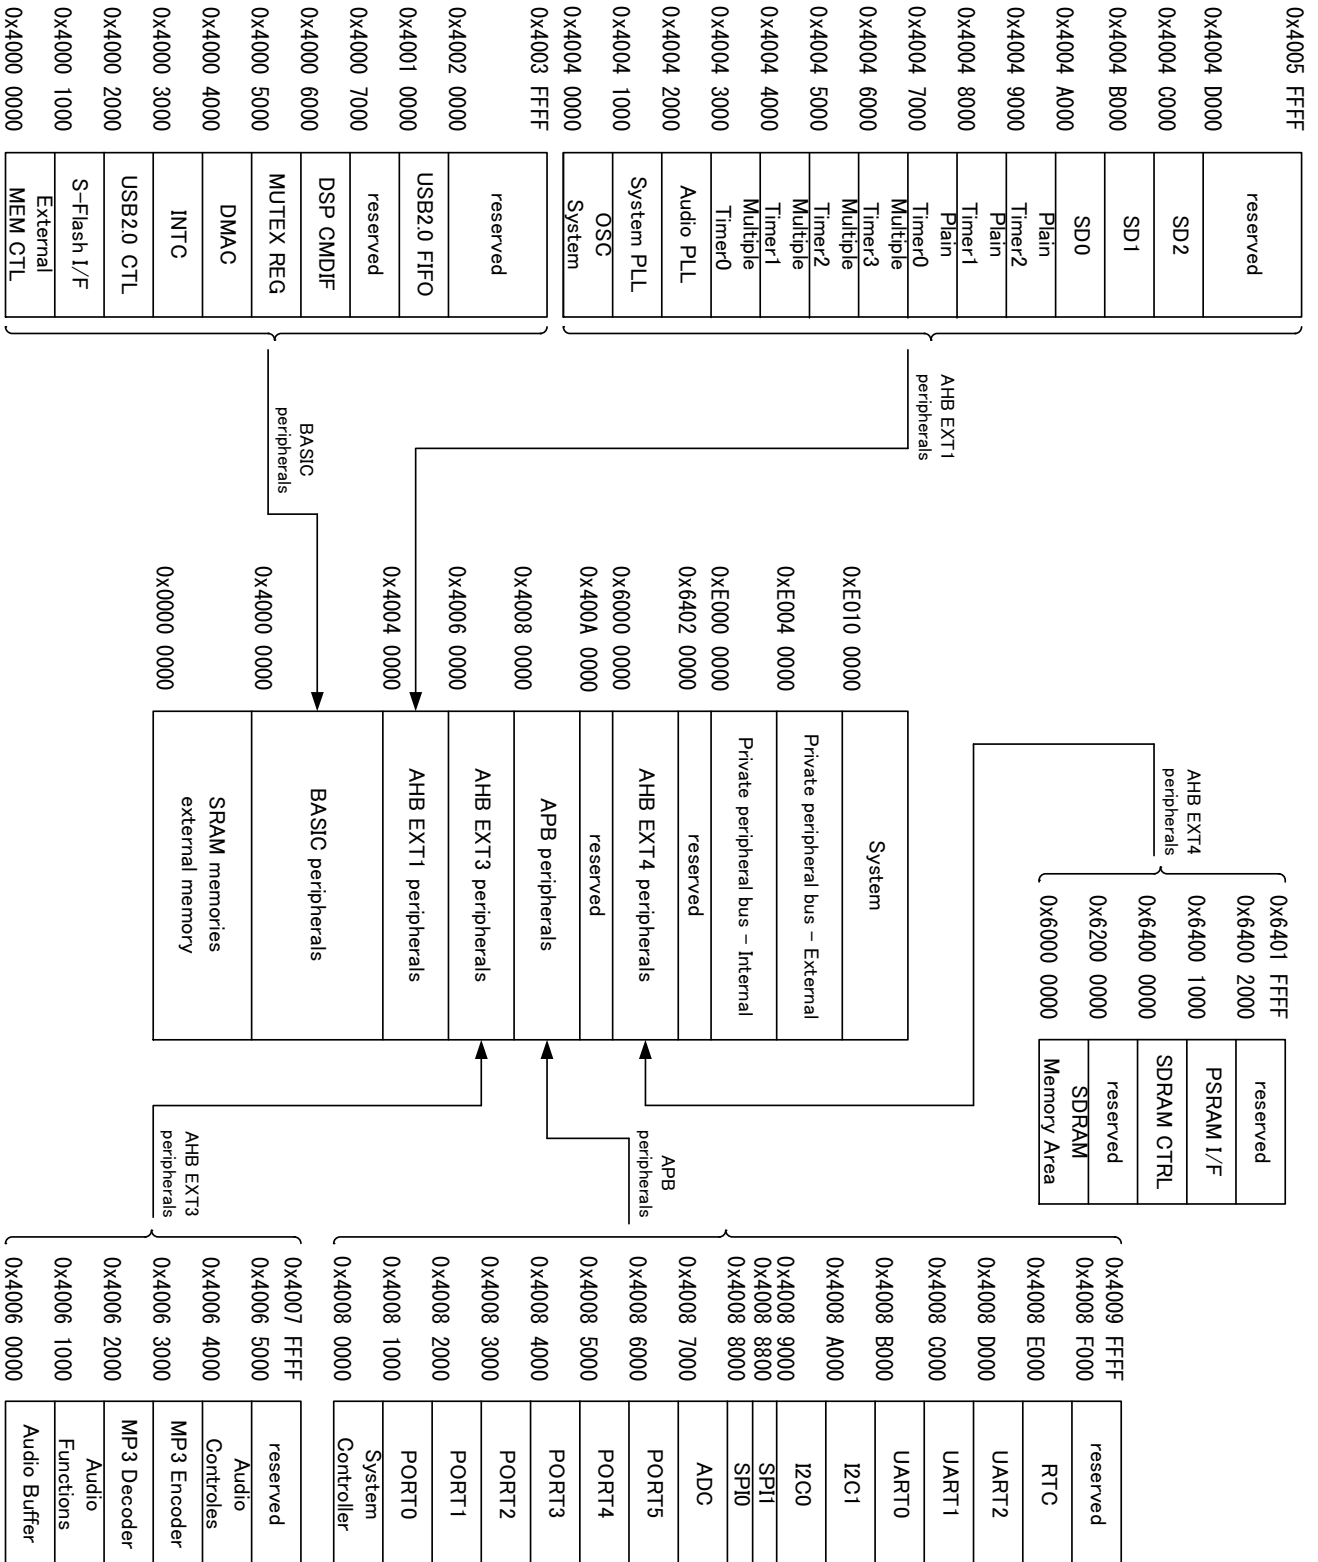 0x4005 FFFF
0x4004 D000
0x4004 C000
0x4004 B000
0x4004 A000
0x4004 9000
0x4004 8000
0x4004 7000
0x4004 6000
0x4004 5000
0x4004 4000
0x4004 3000
0x4004 2000
0x4004 1000
0x4004 0000
reserved
SD2
SD1
SD0
Plain
Timer2
Plain
Timer1
Plain
Timer0
Multiple
Timer3
Multiple
Timer2
Multiple
Timer1
Multiple
Timer0
Audio PLL
System PLL
OSC
System
AHB EXT1
peripherals
0x4003 FFFF
0x4002 0000
0x4001 0000
0x4000 7000
0x4000 6000
0x4000 5000
0x4000 4000
0x4000 3000
0x4000 2000
0x4000 1000
0x4000 0000
reserved
USB2.0 FIFO
reserved
DSP CMDIF
MUTEX REG
DMAC
INTC
USB2.0 CTL
S-Flash I/F
External
MEM CTL
BASIC
peripherals
0xE010 0000
0xE004 0000
0xE000 0000
0x6402 0000
0x6000 0000
0x400A 0000
0x4008 0000
0x4006 0000
0x4004 0000
0x4000 0000
0x0000 0000
System
Private peripheral bus - External
Private peripheral bus - Internal
reserved
AHB EXT4 peripherals
reserved
APB peripherals
AHB EXT3 peripherals
AHB EXT1 peripherals
BASIC peripherals
SRAM memories
external memory
AHB EXT4
peripherals
0x6401 FFFF
0x6400 2000
0x6400 1000
0x6400 0000
0x6200 0000
0x6000 0000
reserved
PSRAM I/F
SDRAM CTRL
reserved
SDRAM
Memory Area
APB
peripherals
0x4009 FFFF
0x4008 F000
0x4008 E000
0x4008 D000
0x4008 C000
0x4008 B000
0x4008 A000
0x4008 9000
0x4008 8800
0x4008 8000
0x4008 7000
0x4008 6000
0x4008 5000
0x4008 4000
0x4008 3000
0x4008 2000
0x4008 1000
0x4008 0000
reserved
RTC
UART2
UART1
UART0
I2C1
I2C0
SPI1
SPI0
ADC
PORT5
PORT4
PORT3
PORT2
PORT1
PORT0
System
Controller
AHB EXT3
peripherals
0x4007 FFFF
0x4006 5000
0x4006 4000
0x4006 3000
0x4006 2000
0x4006 1000
0x4006 0000
reserved
Audio
Controles
MP3 Encoder
MP3 Decoder
Audio
Functions
Audio Buffer